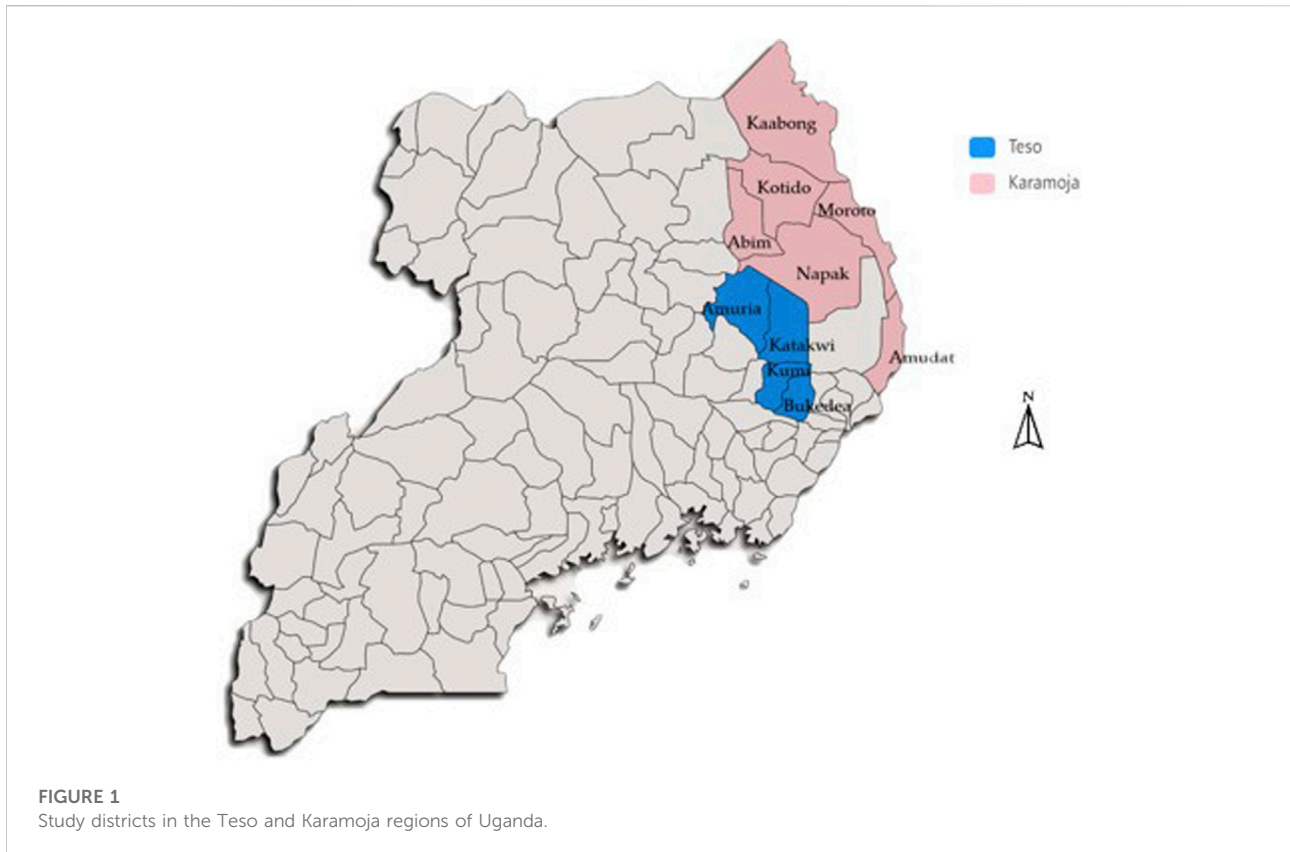 Kaabong
Teso
Karamoja
Kotido
Moroto
Abim
Napak
Amuria
Katakwi
Amudat
Kumi
Bukedea
N
FIGURE 1
Study districts in the Teso and Karamoja regions of Uganda.